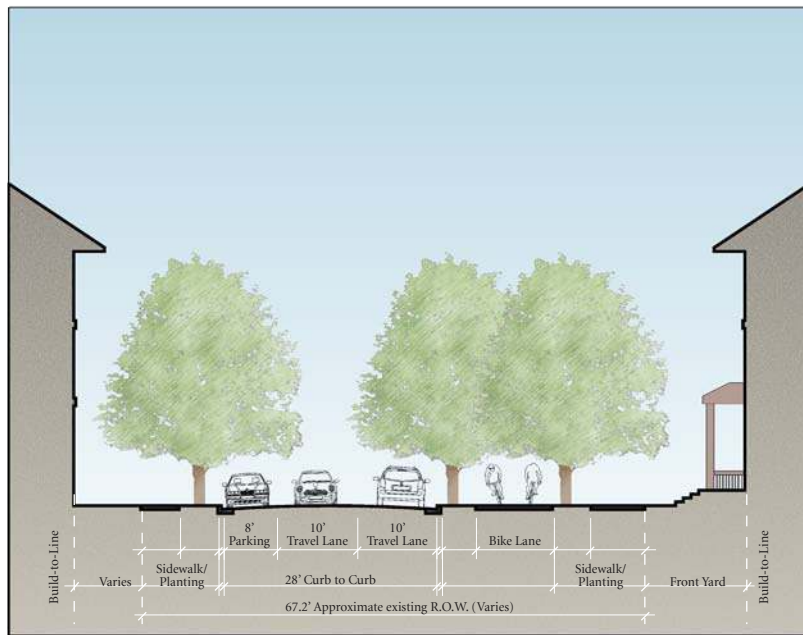 8'
Parking
10'
Travel Lane
10'
Travel Lane
Bike Lane
Build-to-Line
Varies
Sidewalk/
Planting
28' Curb to Curb
Sidewalk/
Planting
Front Yard
Build-to-Line
67.2' Approximate existing R.O.W. (Varies)